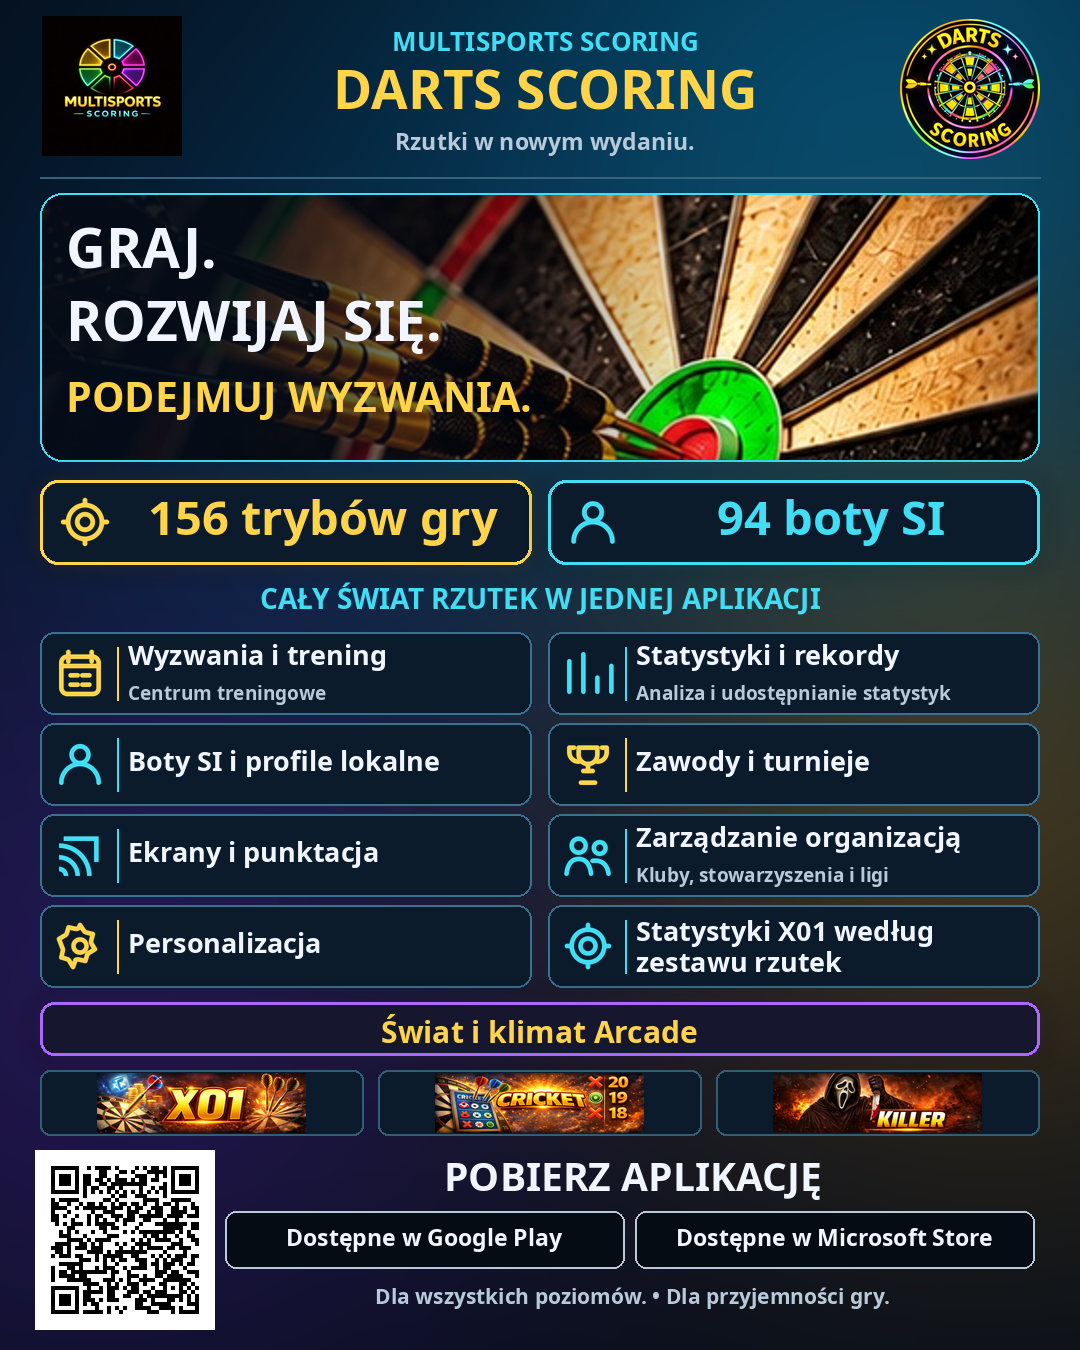 MULTISPORTS
SCORING
MULTISPORTS SCORING
DARTS SCORING
Rzutki w nowym wydaniu.
DARTS
SCORING
GRAJ.
ROZWIJAJ SIĘ.
PODEJMUJ WYZWANIA.
156 trybów gry
94 boty SI
CAŁY ŚWIAT RZUTEK W JEDNEJ APLIKACJI
Wyzwania i trening
Centrum treningowe
Statystyki i rekordy
Analiza i udostępnianie statystyk
Boty SI i profile lokalne
Zawody i turnieje
Ekrany i punktacja
Zarządzanie organizacją
Kluby, stowarzyszenia i ligi
Personalizacja
Statystyki X01 według
zestawu rzutek
Świat i klimat Arcade
X01
CRICKET
CRICKET
20
19
18
KILLER
POBIERZ APLIKACJĘ
Dostępne w Google Play
Dostępne w Microsoft Store
Dla wszystkich poziomów. • Dla przyjemności gry.